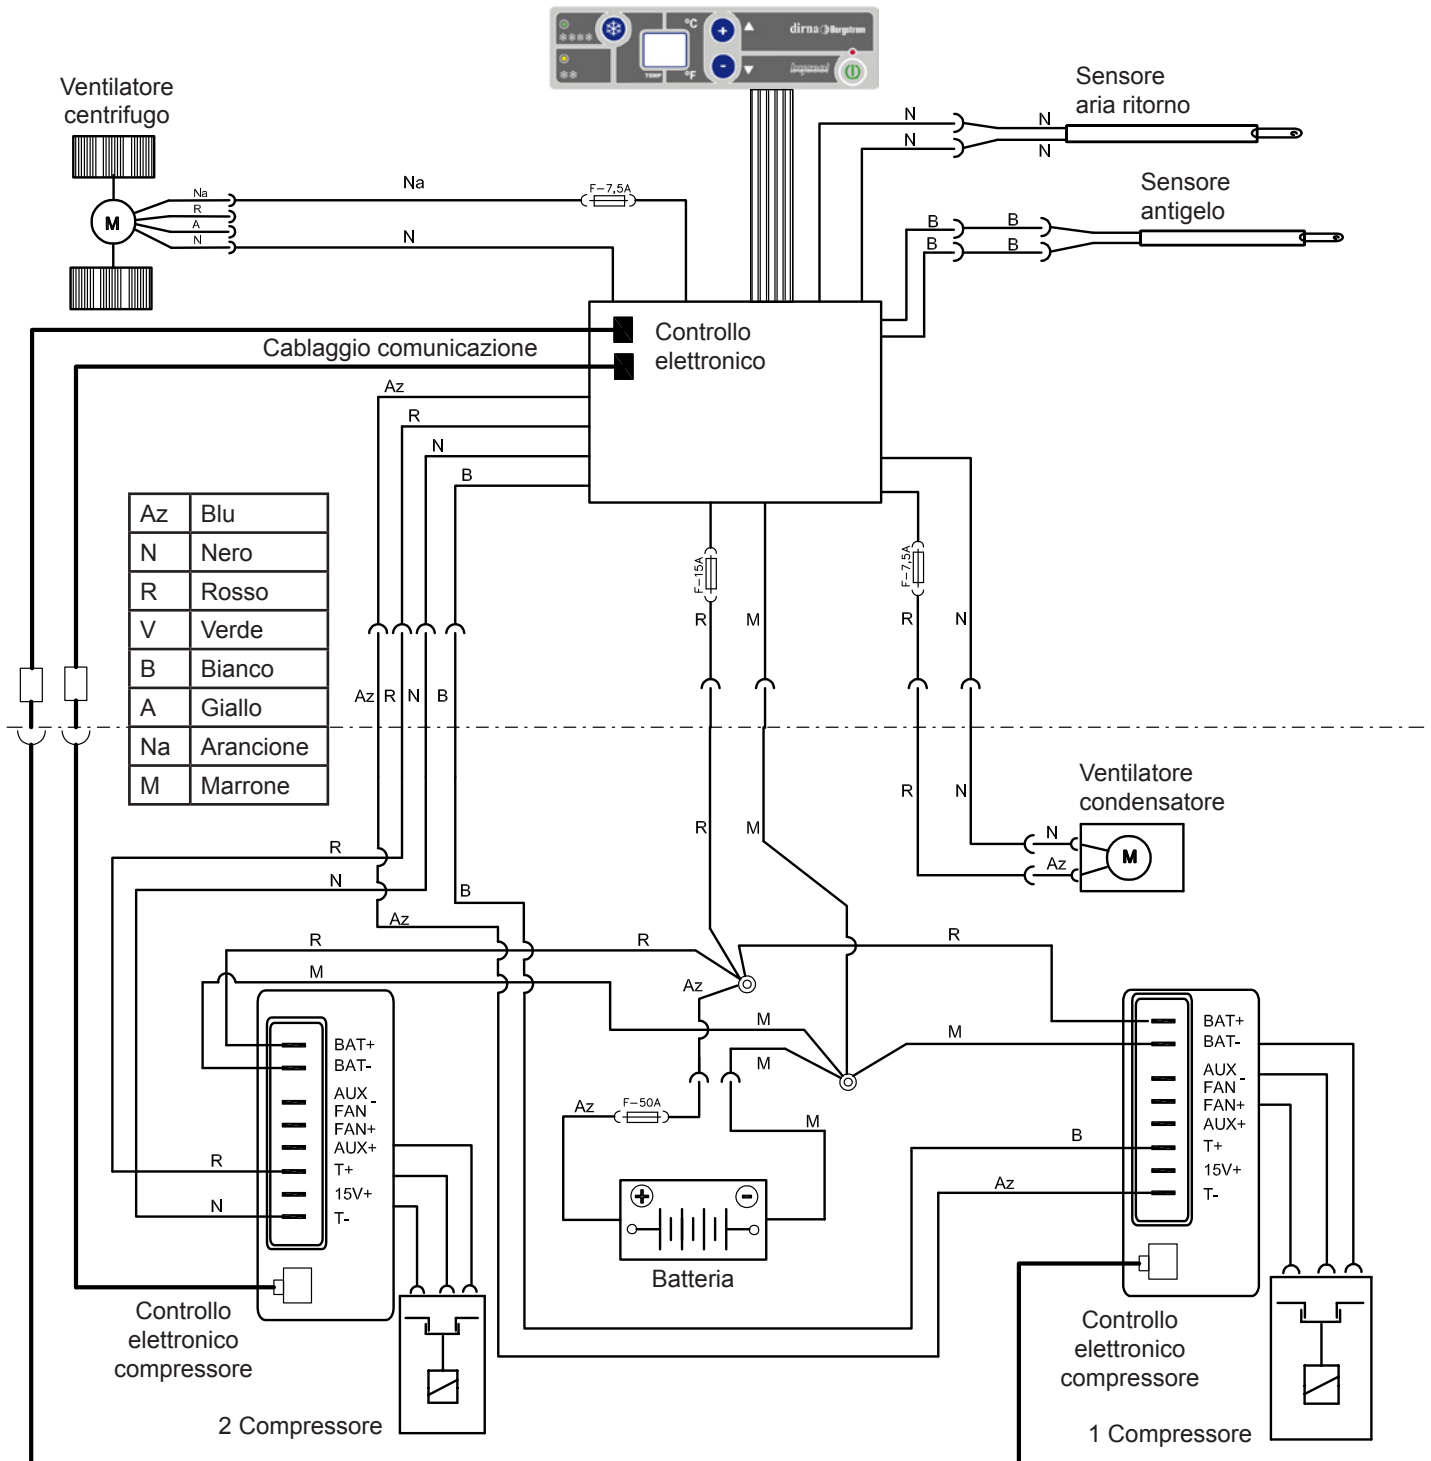 °C
dirna Bergstrom
❄❄❄❄
❄❄
TEMP
°F
+
-
Ventilatore
centrifugo
Sensore
aria ritorno
Sensore
antigelo
M
Na
R
A
N
Na
N
F-7,5A
N
N
N
N
B
B
B
B
Controllo
elettronico
Cablaggio comunicazione
Az
R
N
B
Az Blu
N Nero
R Rosso
V Verde
B Bianco
A Giallo
Na Arancione
M Marrone
F-15A
F-7,5A
R
M
R
N
Az
R
N
B
R
N
Ventilatore
condensatore
R
M
N
Az
M
R
N
B
Az
R
R
R
M
Az
M
M
M
BAT+
BAT-
AUX
FAN -
FAN+
AUX+
T+
15V+
T-
BAT+
BAT-
AUX
FAN -
FAN+
AUX+
T+
15V+
T-
Az
F-50A
M
R
N
B
Az
+
-
Batteria
Controllo
elettronico
compressore
2 Compressore
Controllo
elettronico
compressore
1 Compressore